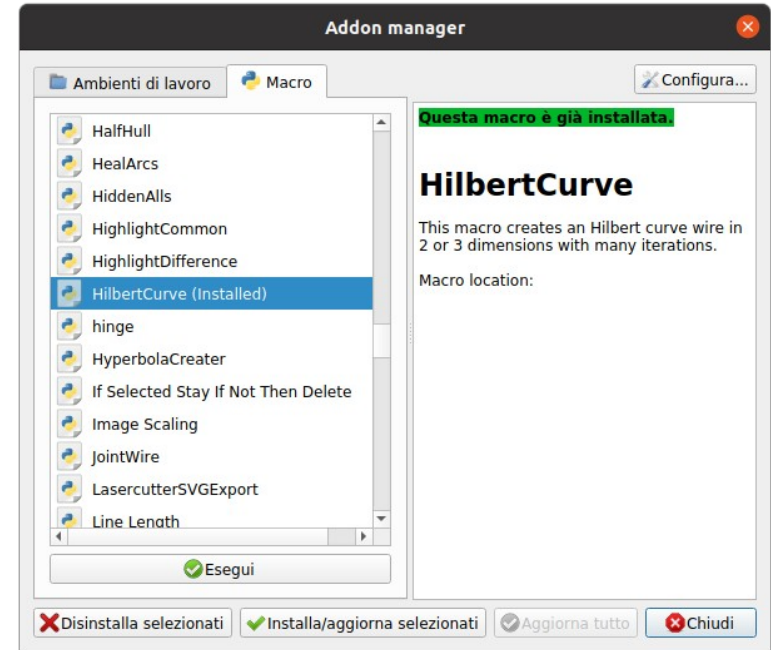 Addon manager
Ambienti di lavoro
Macro
Configura...
HalfHull
HealArcs
HiddenAlls
HighlightCommon
HighlightDifference
HilbertCurve (Installed)
hinge
HyperbolaCreater
If Selected Stay If Not Then Delete
Image Scaling
JointWire
LasercutterSVGExport
Line Length
Esegui
Questa macro è già installata.
HilbertCurve
This macro creates an Hilbert curve wire in
2 or 3 dimensions with many iterations.
Macro location:
Disinstalla selezionati
Installa/aggiorna selezionati
Aggiorna tutto
Chiudi